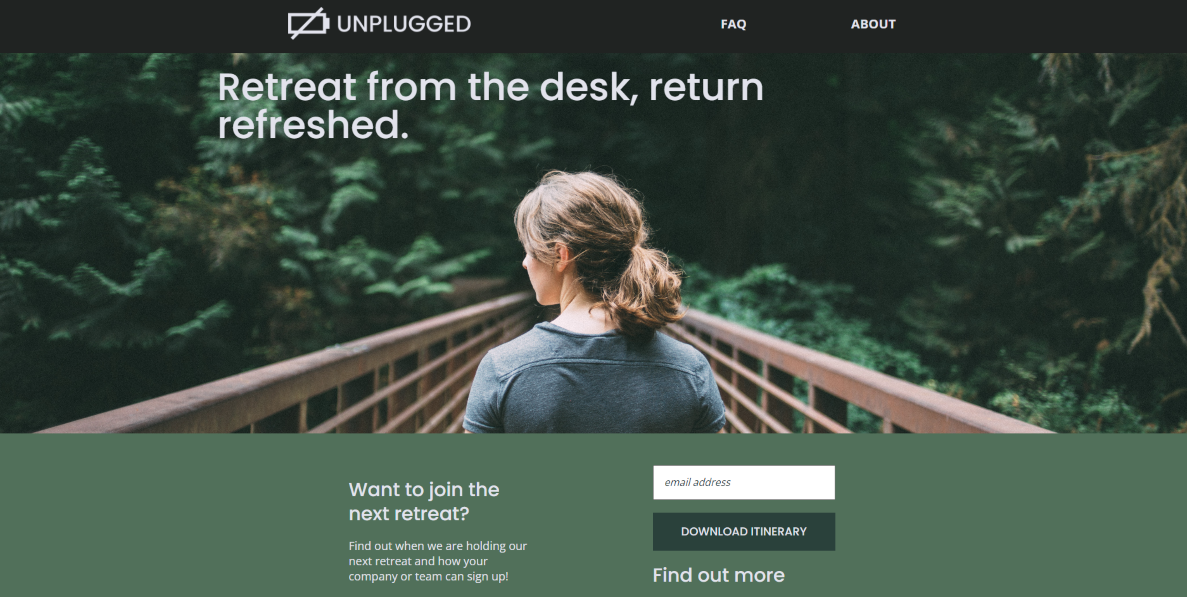 UNPLUGGED
FAQ
ABOUT
Retreat from the desk, return
refreshed.
Want to join the
next retreat?
Find out when we are holding our
next retreat and how your
company or team can sign up!
email address
DOWNLOAD ITINERARY
Find out more